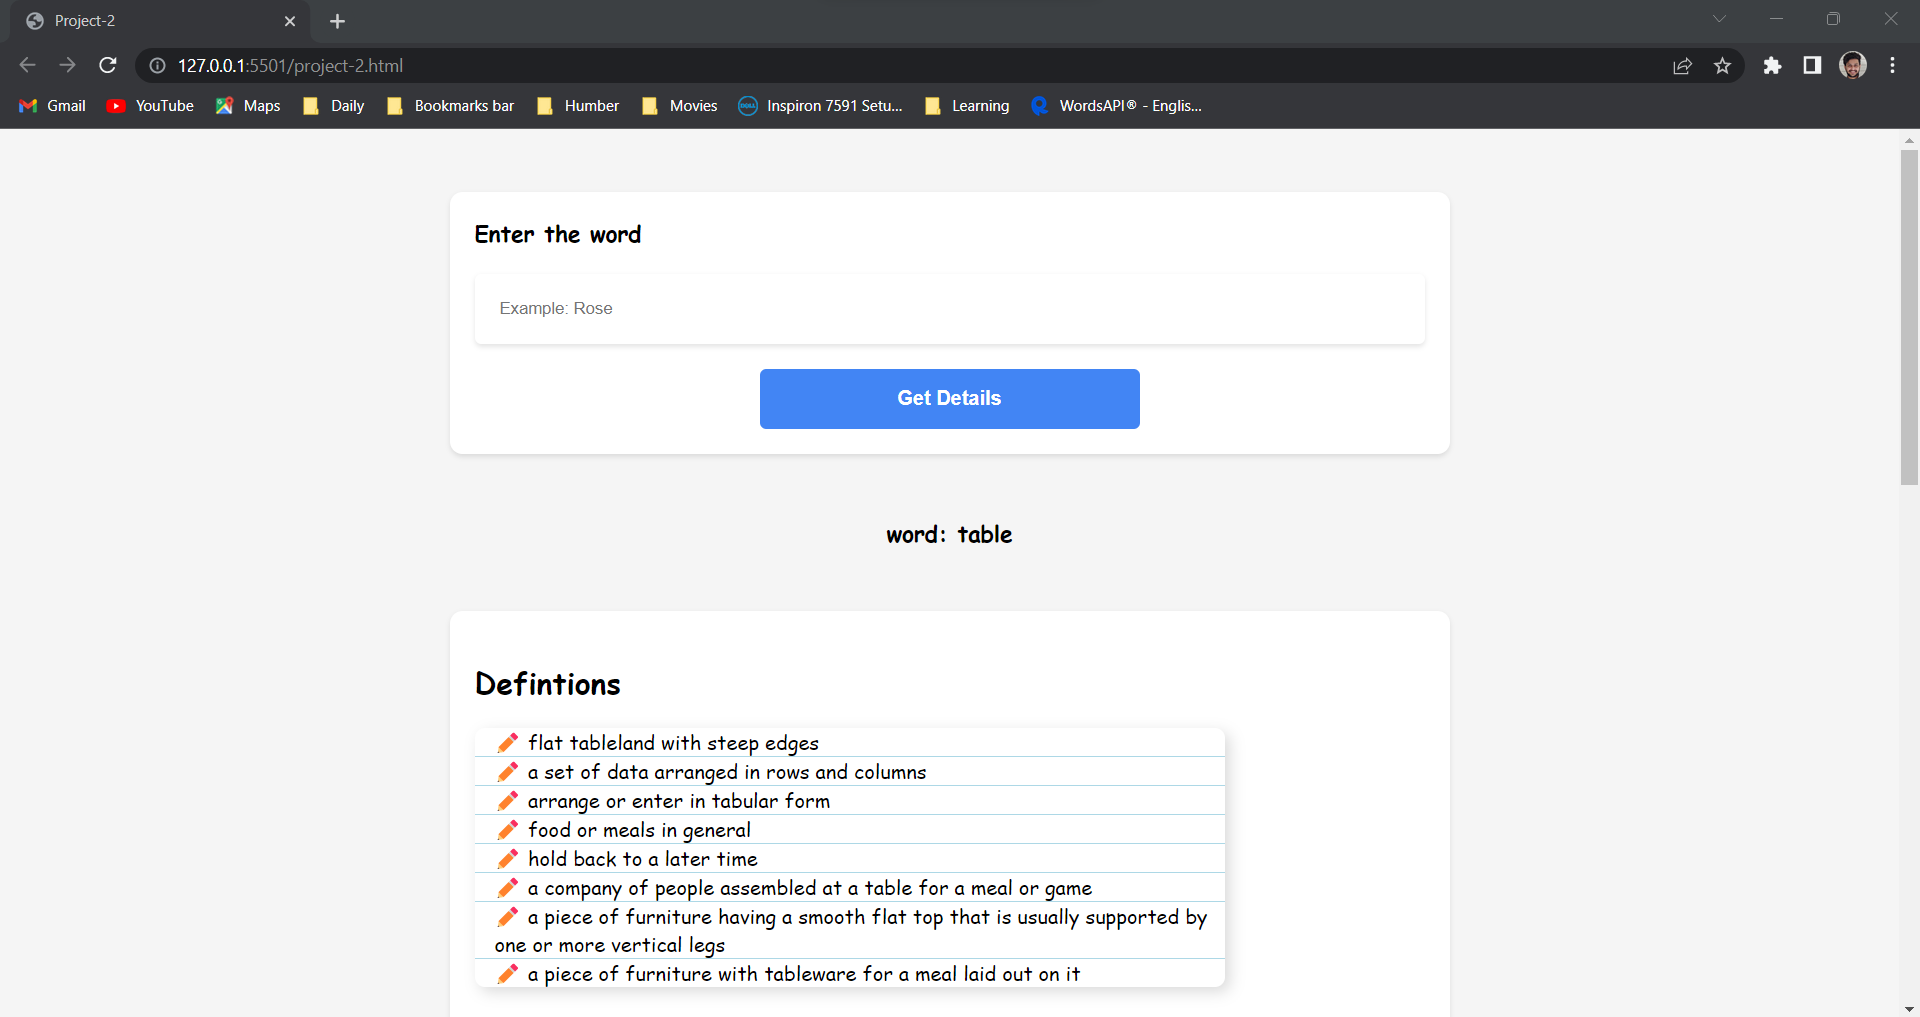 Project-2
127.0.0.1:5501/project-2.html
Gmail YouTube Maps Daily Bookmarks bar Humber Movies Inspiron 7591 Setu... Learning WordsAPI® - Englis...
Enter the word
Example: Rose
Get Details
word: table
Defintions
flat tableland with steep edges
a set of data arranged in rows and columns
arrange or enter in tabular form
food or meals in general
hold back to a later time
a company of people assembled at a table for a meal or game
a piece of furniture having a smooth flat top that is usually supported by
one or more vertical legs
a piece of furniture with tableware for a meal laid out on it